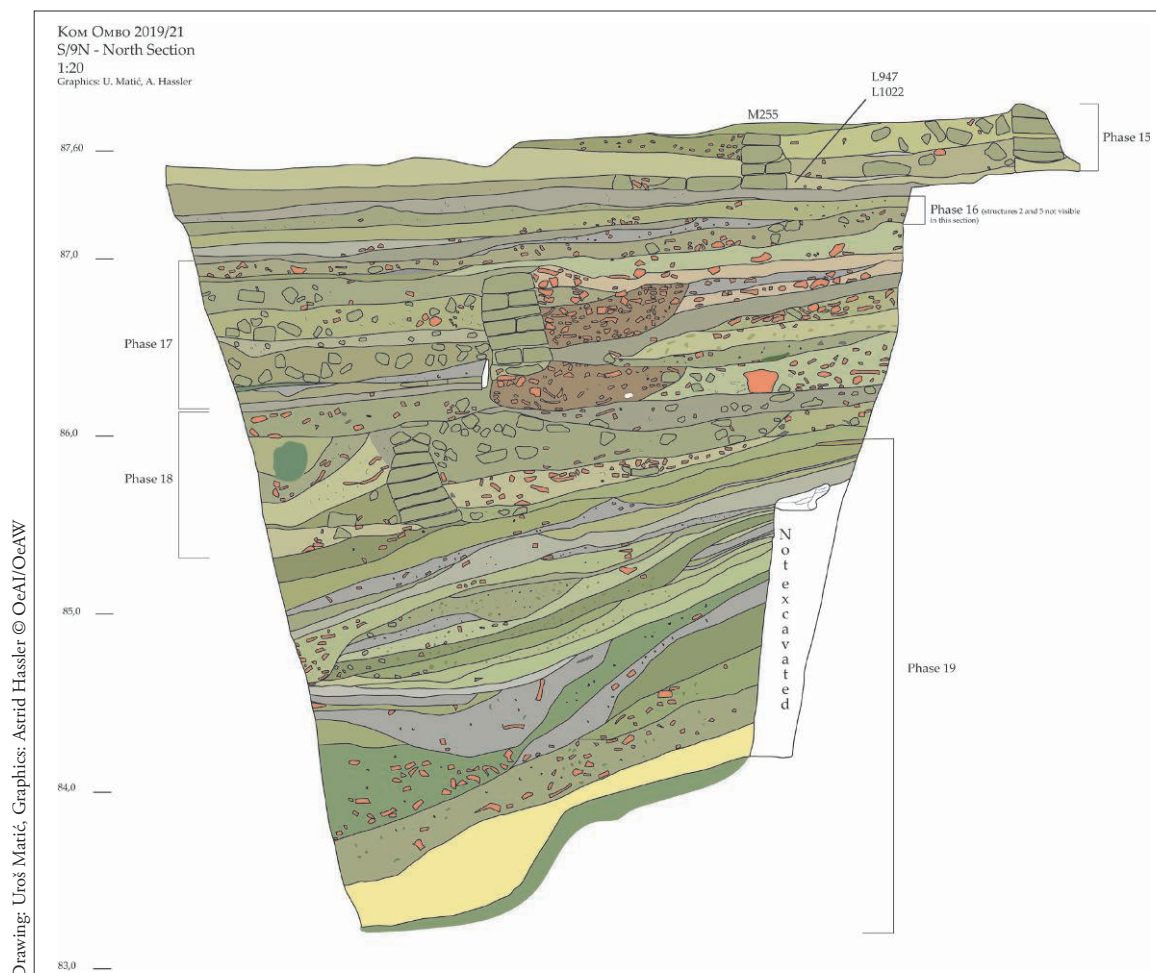 KOM OMBO 2019/21
S/9N - North Section
1:20
Graphics: U. Matić, A. Hassler
L947
L1022
M255
Phase 15
87,60
Phase 16 (structures 2 and 5 not visible
in this section)
87,0
Phase 17
86,0
Phase 18
85,0
Not excavated
Phase 19
84,0
83,0
Drawing: Uroš Matić, Graphics: Astrid Hassler © OeAI/OeAW